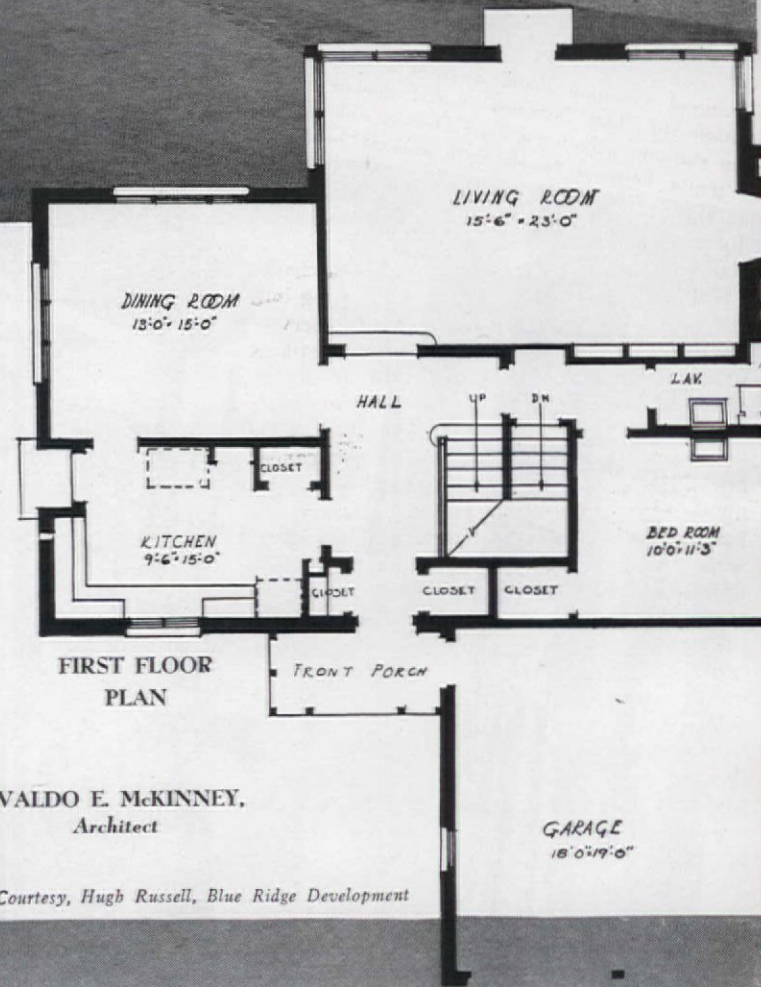 LIVING ROOM
15'-6" × 23'-0"
DINING ROOM
13'-0" × 15'-0"
HALL
UP
DN
LAV.
CLOSET
KITCHEN
9'-6" × 15'-0"
BED ROOM
10'0" × 11'-3"
CLOSET
CLOSET
CLOSET
FIRST FLOOR
PLAN
FRONT PORCH
VALDO E. McKINNEY,
Architect
GARAGE
18'0" × 19'-0"
Courtesy, Hugh Russell, Blue Ridge Development